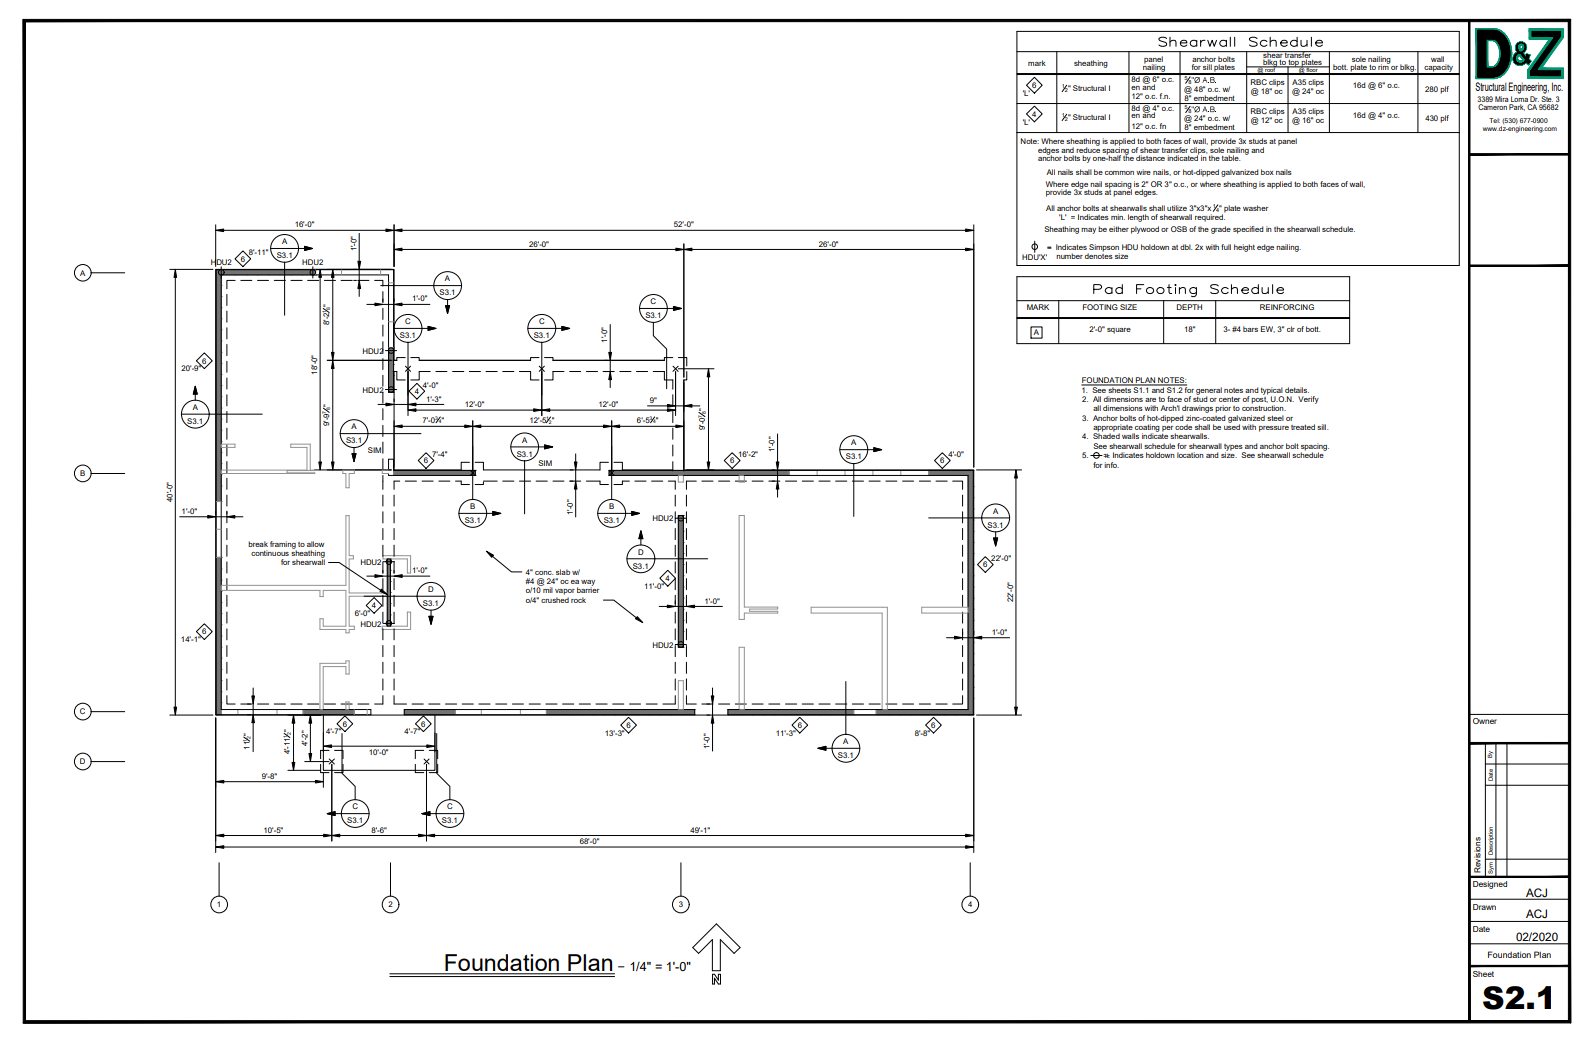 Shearwall Schedule
mark
sheathing
panel
nailing
anchor bolts
for sill plates
shear transfer
blkg to top plates
@ roof
@ floor
sole nailing
bott. plate to rim or blkg.
wall
capacity
6
'L'
½" Structural I
8d @ 6" o.c.
en and
12" o.c. f.n.
⅝"Ø A.B.
@ 48" o.c. w/
8" embedment
RBC clips
@ 18" oc
A35 clips
@ 24" oc
16d @ 6" o.c.
280 plf
4
'L'
½" Structural I
8d @ 4" o.c.
en and
12" o.c. fn
⅝"Ø A.B.
@ 24" o.c. w/
8" embedment
RBC clips
@ 12" oc
A35 clips
@ 16" oc
16d @ 4" o.c.
430 plf
Note: Where sheathing is applied to both faces of wall, provide 3x studs at panel
edges and reduce spacing of shear transfer clips, sole nailing and
anchor bolts by one-half the distance indicated in the table.
All nails shall be common wire nails, or hot-dipped galvanized box nails
Where edge nail spacing is 2" OR 3" o.c., or where sheathing is applied to both faces of wall,
provide 3x studs at panel edges.
All anchor bolts at shearwalls shall utilize 3"x3"x¼" plate washer
'L' = Indicates min. length of shearwall required.
Sheathing may be either plywood or OSB of the grade specified in the shearwall schedule.
= Indicates Simpson HDU holdown at dbl. 2x with full height edge nailing.
HDU'X' number denotes size
Pad Footing Schedule
MARK
FOOTING SIZE
DEPTH
REINFORCING
A
2'-0" square
18"
3- #4 bars EW, 3" clr of bott.
FOUNDATION PLAN NOTES:
1. See sheets S1.1 and S1.2 for general notes and typical details.
2. All dimensions are to face of stud or center of post, U.O.N. Verify
all dimensions with Arch'l drawings prior to construction.
3. Anchor bolts of hot-dipped zinc-coated galvanized steel or
appropriate coating per code shall be used with pressure treated sill.
4. Shaded walls indicate shearwalls.
See shearwall schedule for shearwall types and anchor bolt spacing.
5. = Indicates holdown location and size. See shearwall schedule
for info.
16'-0"
52'-0"
26'-0"
26'-0"
A
S3.1
8'-11"
6
HDU2
HDU2
1'-0"
A
A
S3.1
1'-0"
C
S3.1
C
S3.1
C
S3.1
18'-0"
1'-0"
HDU2
6
20'-9"
HDU2
4
4'-0"
1'-3"
12'-0"
12'-0"
9"
A
S3.1
7'-0¾"
6'-5¾"
A
S3.1
SIM
A
S3.1
SIM
6
7'-4"
6
16'-2"
1'-0"
A
S3.1
6
4'-0"
B
40'-0"
1'-0"
B
S3.1
1'-0"
B
S3.1
HDU2
A
S3.1
break framing to allow
continuous sheathing
for shearwall
HDU2
1'-0"
D
S3.1
4
6'-0"
HDU2
4" conc. slab w/
#4 @ 24" oc ea way
o/10 mil vapor barrier
o/4" crushed rock
D
S3.1
4
11'-0"
1'-0"
HDU2
6
22'-0"
22'-0"
6
14'-1"
1'-0"
C
11½"
4'-11½"
4'-2"
6
4'-7"
6
4'-7"
6
13'-3"
1'-0"
6
11'-3"
A
S3.1
6
8'-8"
D
10'-0"
9'-8"
C
S3.1
C
S3.1
10'-5"
8'-6"
49'-1"
68'-0"
1
2
3
4
Foundation Plan – 1/4" = 1'-0"
N
D&Z
Structural Engineering, Inc.
3389 Mira Loma Dr. Ste. 3
Cameron Park, CA 95682
Tel: (530) 677-0900
www.dz-engineering.com
Owner
Revisions
Sym
Description
Date
By
Designed
ACJ
Drawn
ACJ
Date
02/2020
Foundation Plan
Sheet
S2.1